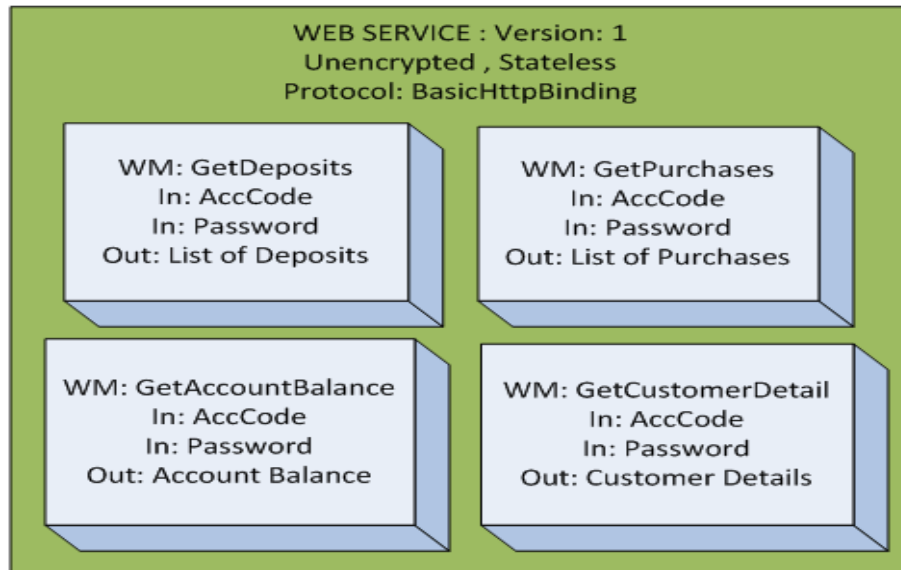 WEB SERVICE : Version: 1
Unencrypted , Stateless
Protocol: BasicHttpBinding
WM: GetDeposits
In: AccCode
In: Password
Out: List of Deposits
WM: GetPurchases
In: AccCode
In: Password
Out: List of Purchases
WM: GetAccountBalance
In: AccCode
In: Password
Out: Account Balance
WM: GetCustomerDetail
In: AccCode
In: Password
Out: Customer Details